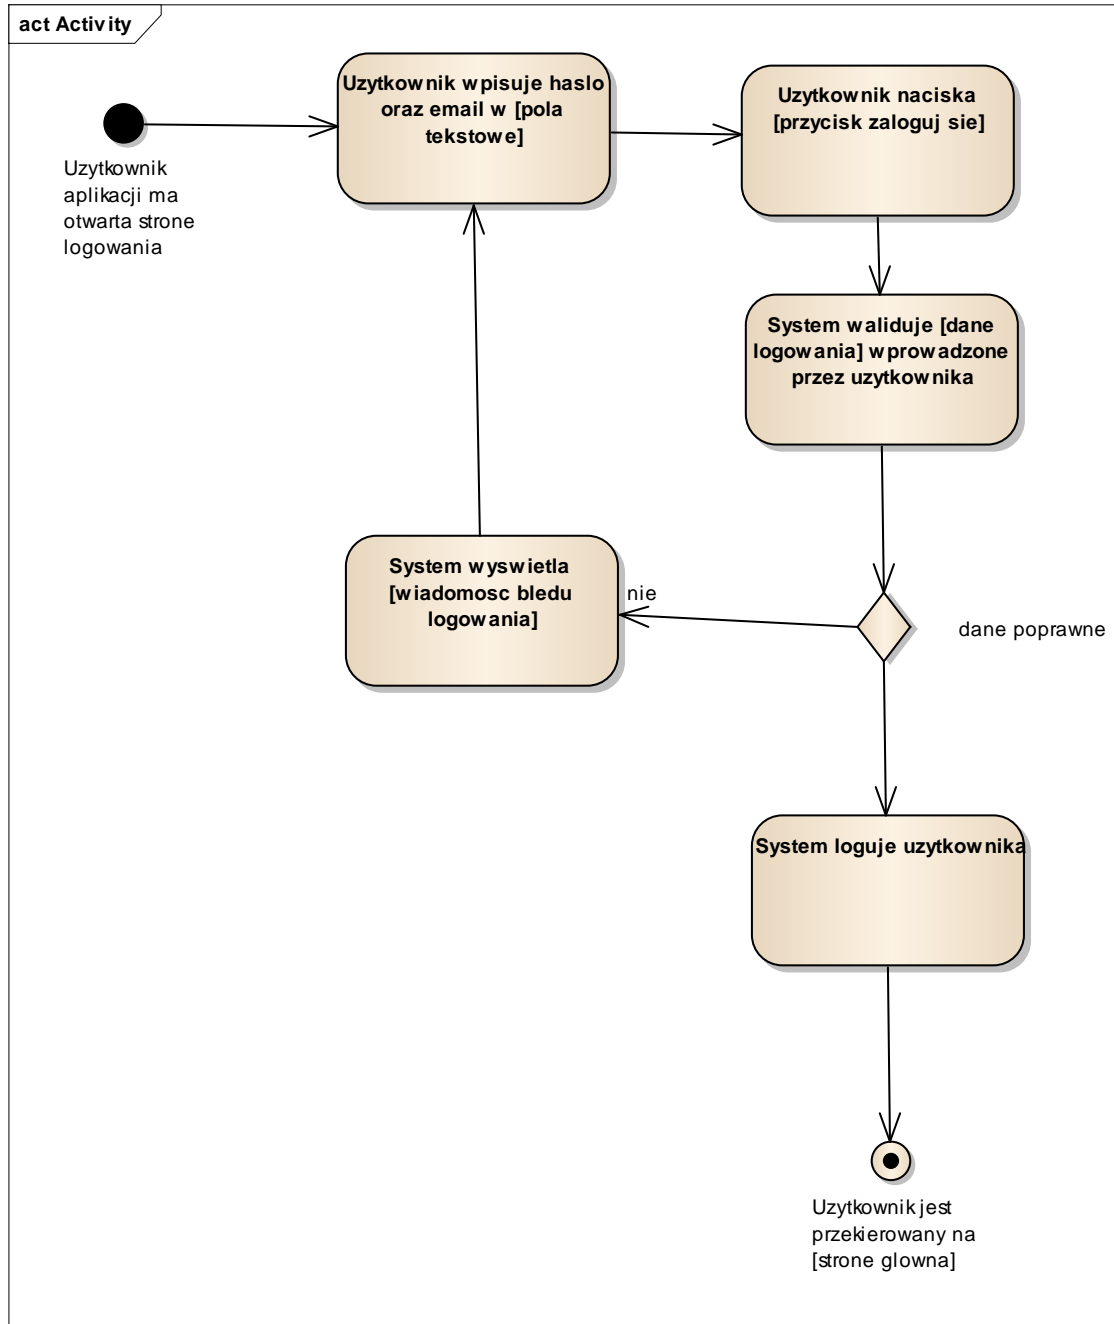 act Activity
Uzytkownik wpisuje haslo
oraz email w [pola
tekstowe]
Uzytkownik naciska
[przycisk zaloguj sie]
Uzytkownik
aplikacji ma
otwarta strone
logowania
System waliduje [dane
logowania] wprowadzone
przez uzytkownika
System wyswietla
[wiadomosc bledu
logowania]
nie
dane poprawne
System loguje uzytkownika
Uzytkownik jest
przekierowany na
[strone glowna]